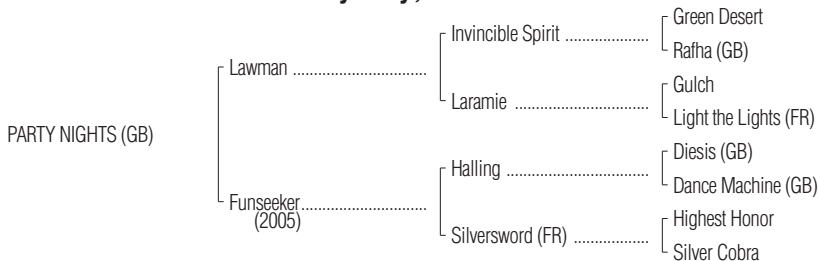 Green Desert
Invincible Spirit ....................
Rafha (GB)
Lawman ................................
Gulch
Laramie ................................
Light the Lights (FR)
PARTY NIGHTS (GB)
Diesis (GB)
Halling ..................................
Dance Machine (GB)
Funseeker..............................
(2005)
Highest Honor
Silversword (FR) ..................
Silver Cobra